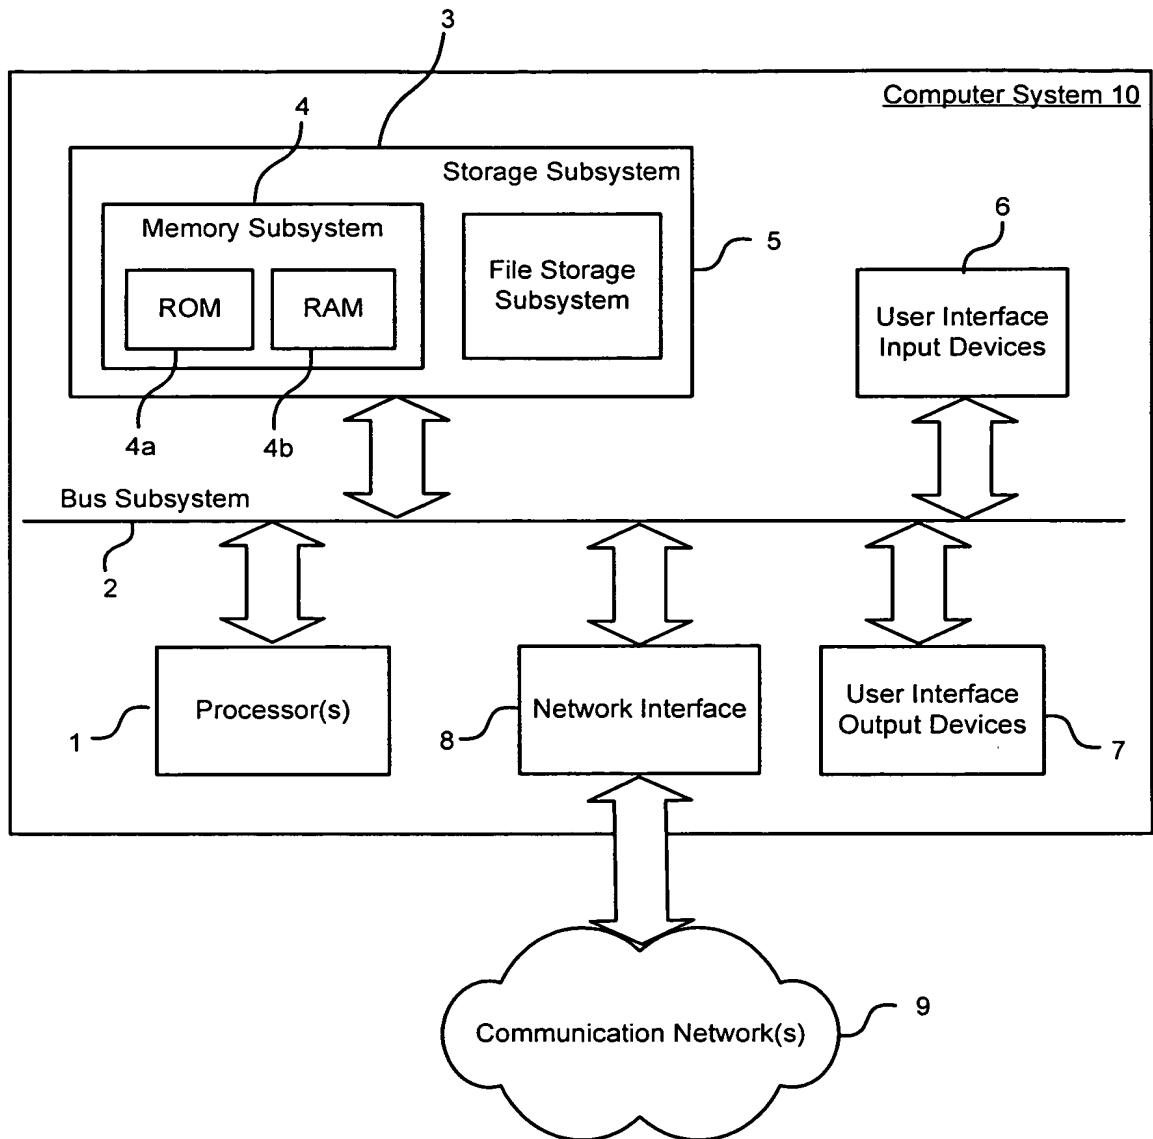 3
Computer System 10
4
Storage Subsystem
Memory Subsystem
6
5
File Storage
Subsystem
ROM
RAM
User Interface
Input Devices
4a
4b
Bus Subsystem
2
Processor(s)
1
Network Interface
8
User Interface
Output Devices
7
9
Communication Network(s)